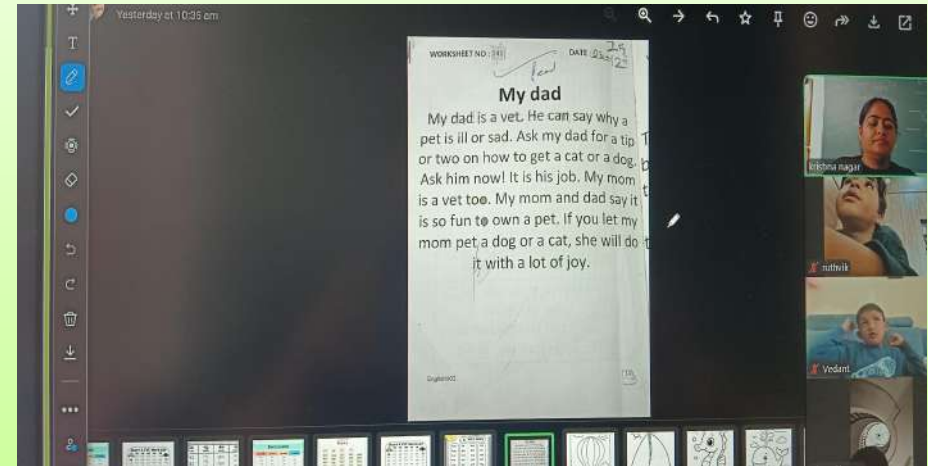 Yesterday at 10:35 am
T
WORKSHEET NO :
DATE :
My dad
My dad is a vet. He can say why a
pet is ill or sad. Ask my dad for a tip
or two on how to get a cat or a dog.
Ask him now! It is his job. My mom
is a vet too. My mom and dad say it
is so fun to own a pet. If you let my
mom pet a dog or a cat, she will do
it with a lot of joy.
krishna nagar
ruthvik
Vedant